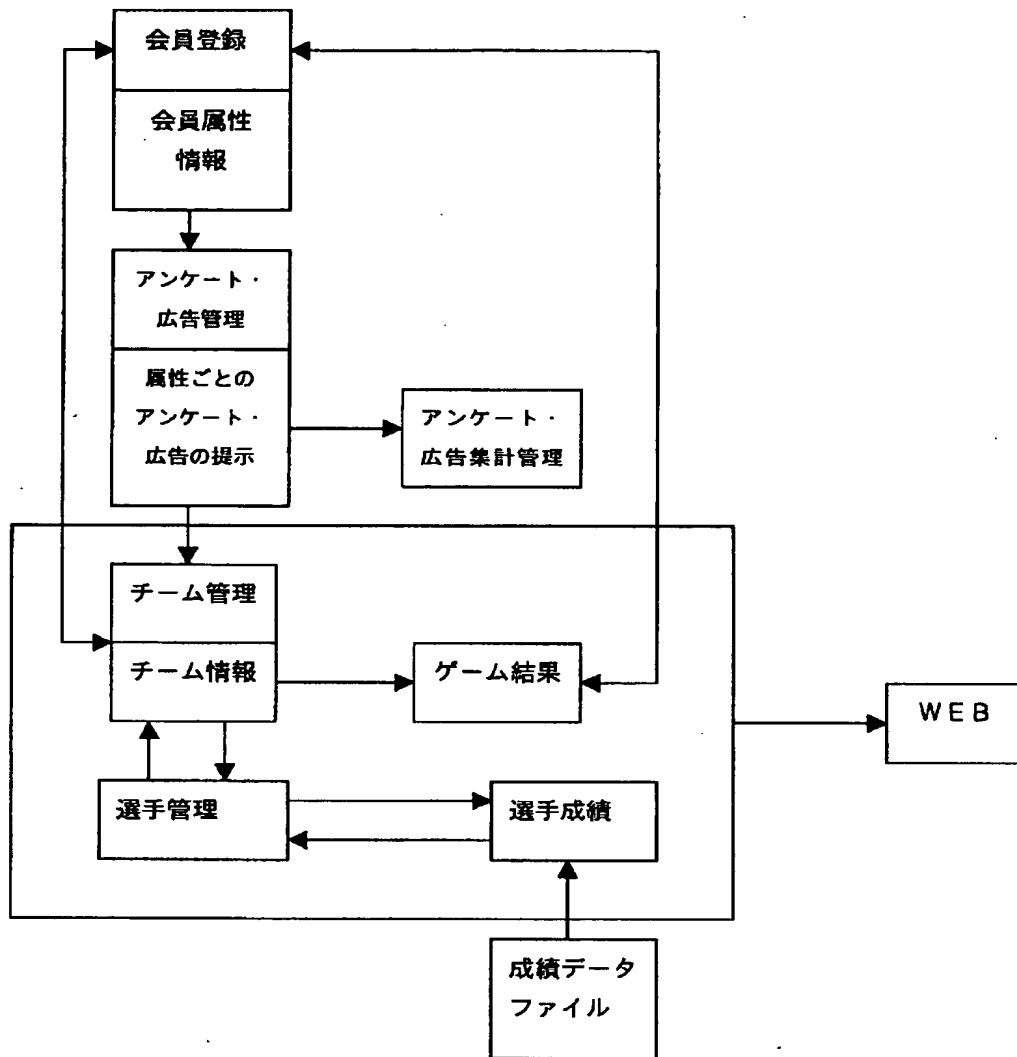 会員登録
会員属性
情報
アンケート・
広告管理
属性ごとの
アンケート・
広告の提示
アンケート・
広告集計管理
チーム管理
チーム情報
ゲーム結果
WEB
選手管理
選手成績
成績データ
ファイル